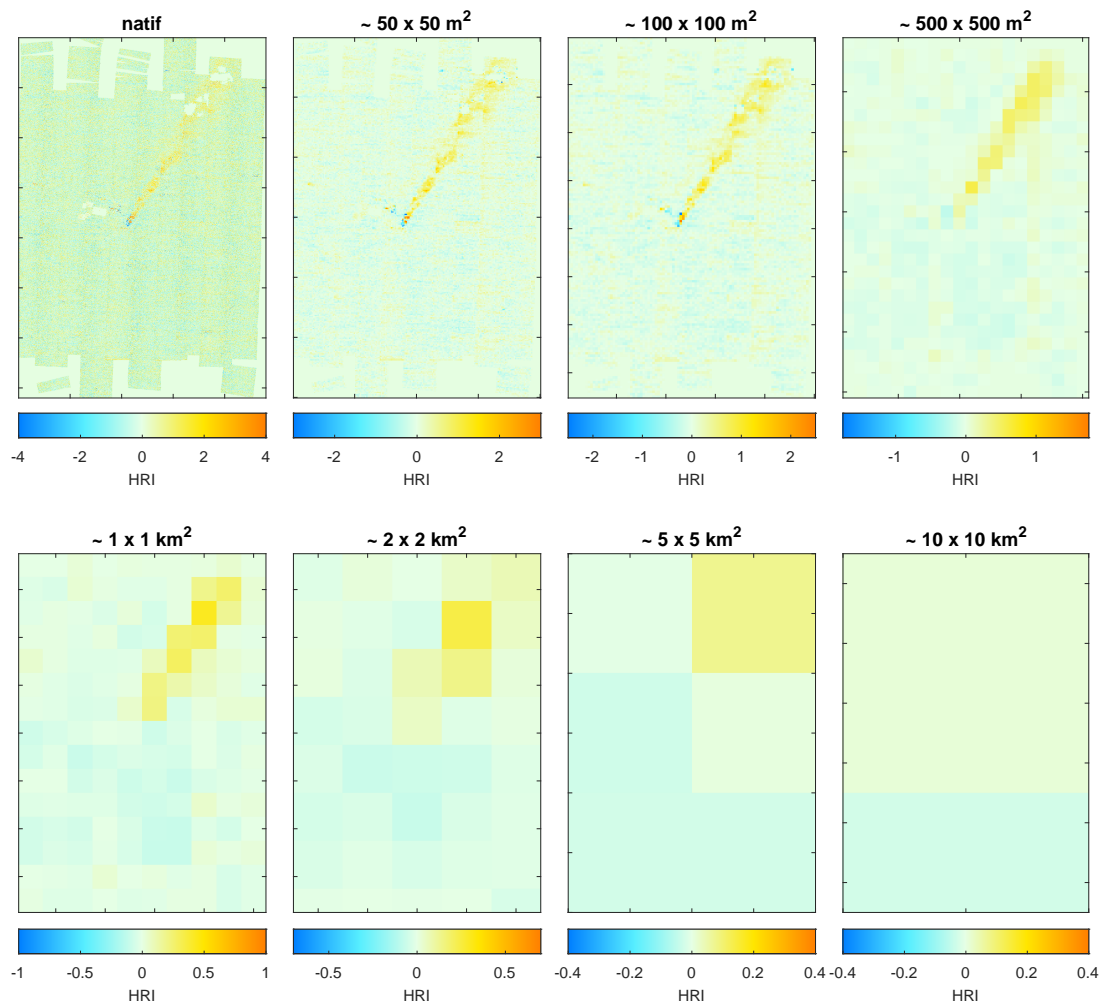 natif
~ 50 x 50 m²
~ 100 x 100 m²
~ 500 x 500 m²
-4 -2 0 2 4
HRI
-2 0 2
HRI
-2 -1 0 1 2
HRI
-1 0 1
HRI
~ 1 x 1 km²
~ 2 x 2 km²
~ 5 x 5 km²
~ 10 x 10 km²
-1 -0.5 0 0.5 1
HRI
-0.5 0 0.5
HRI
-0.4 -0.2 0 0.2 0.4
HRI
-0.4 -0.2 0 0.2 0.4
HRI